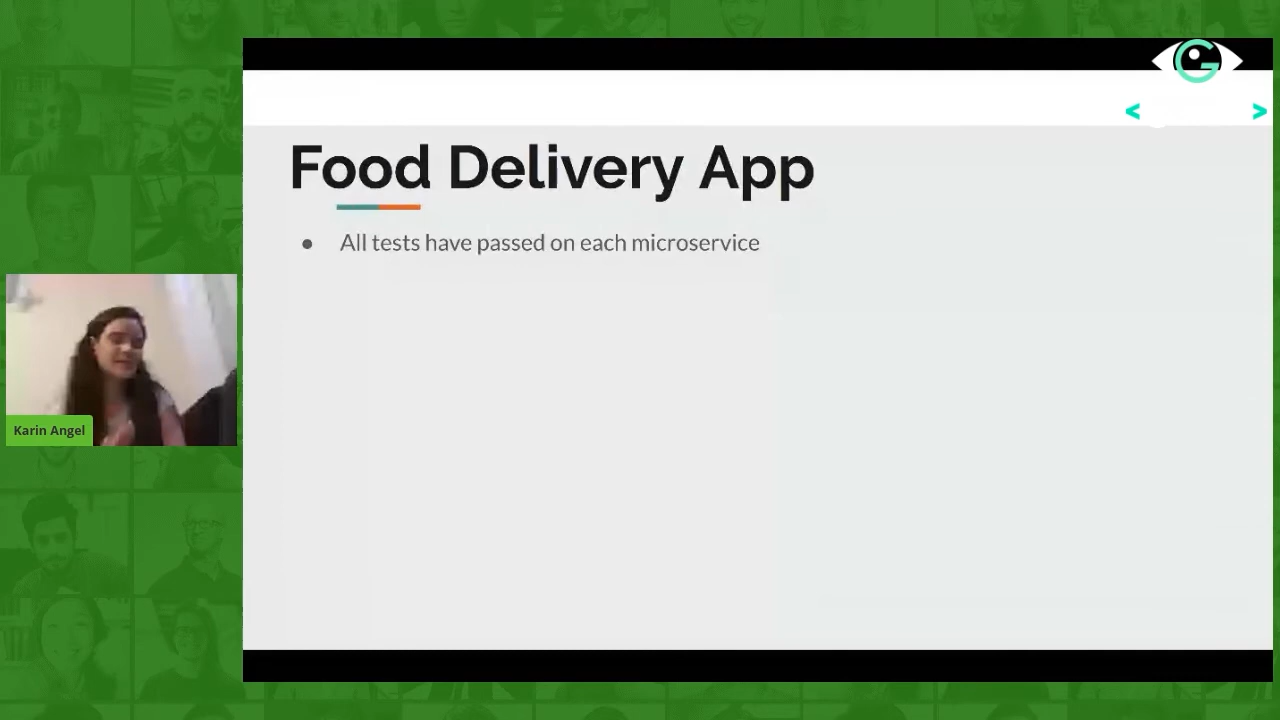 Food Delivery App
● All tests have passed on each microservice
Karin Angel
< >